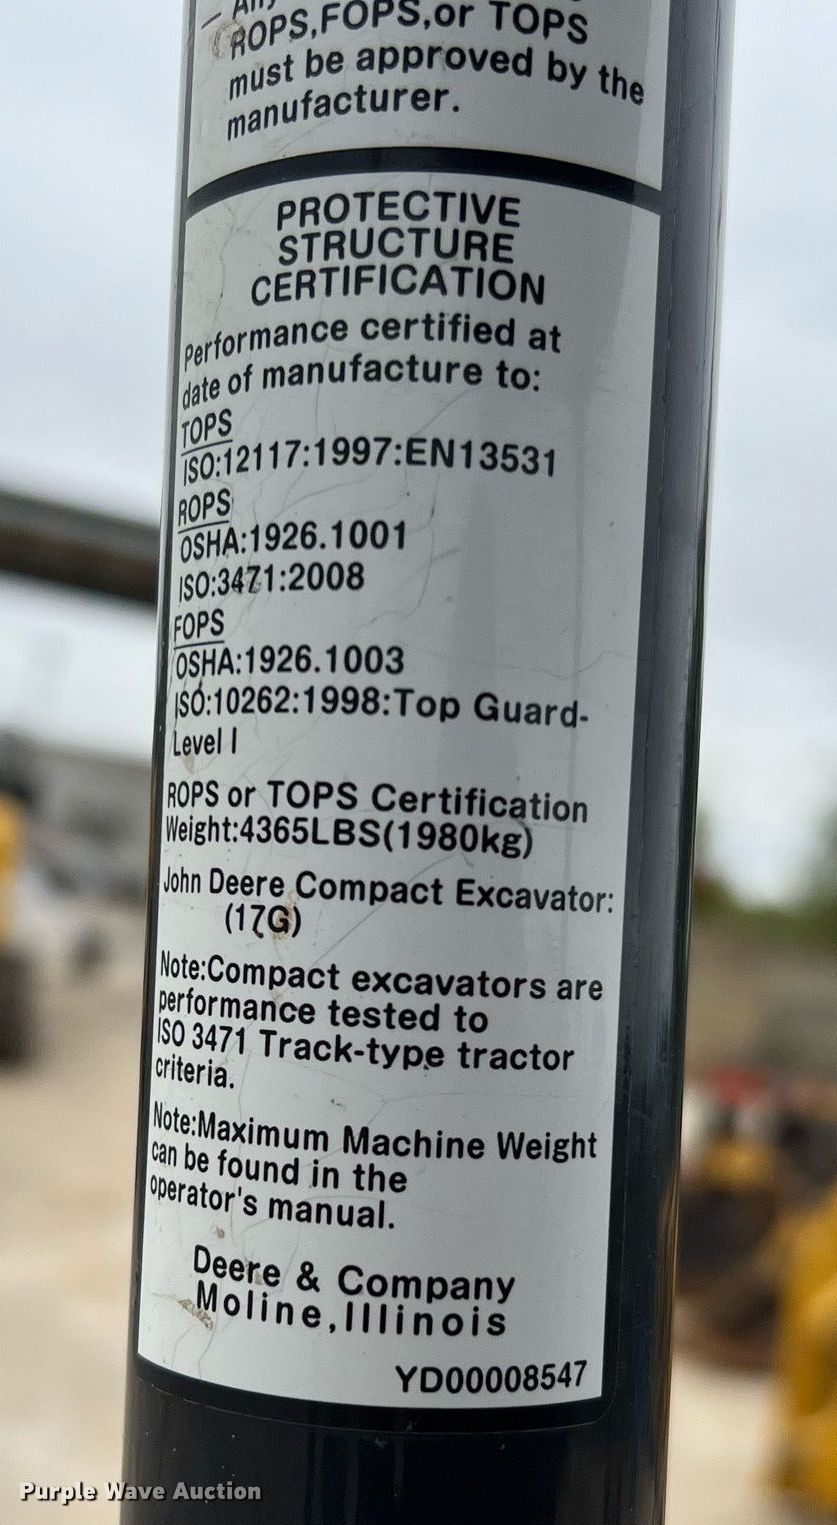 ROPS,FOPS,or TOPS
must be approved by the
manufacturer.
PROTECTIVE
STRUCTURE
CERTIFICATION
Performance certified at
date of manufacture to:
TOPS
ISO:12117:1997:EN13531
ROPS
OSHA:1926.1001
ISO:3471:2008
FOPS
OSHA:1926.1003
ISO:10262:1998:Top Guard-
Level I
ROPS or TOPS Certification
Weight:4365LBS(1980kg)
John Deere Compact Excavator:
(17G)
Note:Compact excavators are
performance tested to
ISO 3471 Track-type tractor
criteria.
Note:Maximum Machine Weight
can be found in the
operator's manual.
Deere & Company
Moline,Illinois
YD00008547
Purple Wave Auction